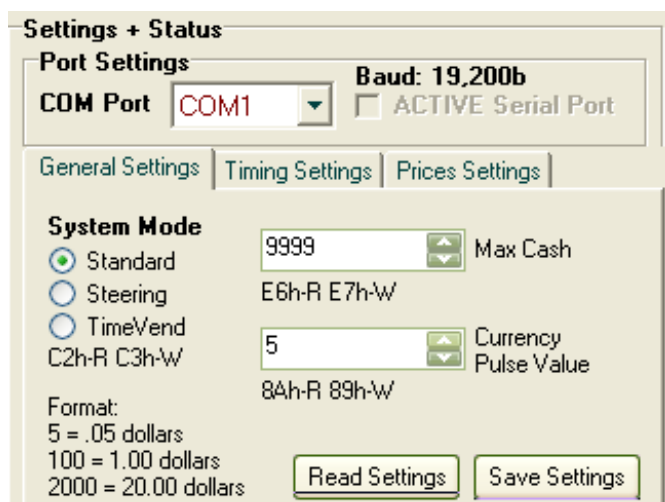 Settings + Status
Port Settings
COM Port COM1 Baud: 19,200b
ACTIVE Serial Port
General Settings Timing Settings Prices Settings
System Mode
Standard
Steering
TimeVend
C2h-R C3h-W
9999 Max Cash
E6h-R E7h-W
5 Currency
Pulse Value
8Ah-R 89h-W
Format:
5 = .05 dollars
100 = 1.00 dollars
2000 = 20.00 dollars
Read Settings Save Settings